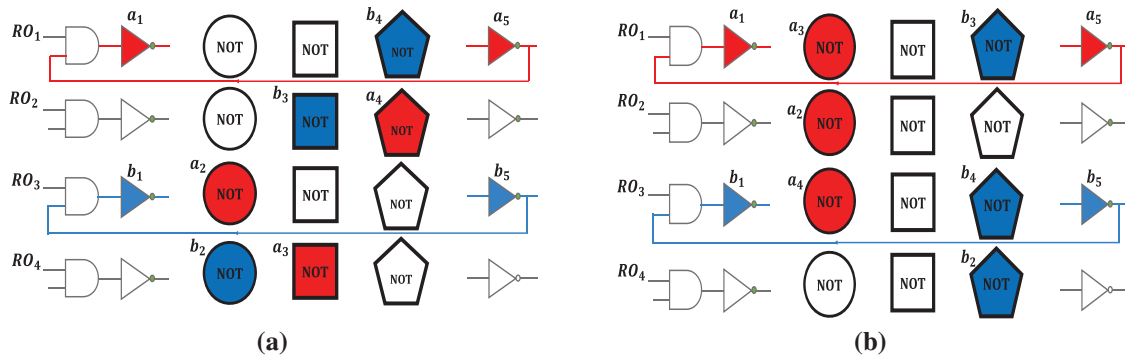 RO1 a1 NOT NOT b4 NOT a5
RO2 NOT b3 NOT a4 NOT
RO3 b1 a2 NOT NOT NOT b5
RO4 b2 NOT a3 NOT NOT
(a)
RO1 a1 a3 NOT NOT b3 NOT a5
RO2 a2 NOT NOT NOT
RO3 b1 a4 NOT NOT b4 NOT b5
RO4 NOT NOT b2 NOT
(b)